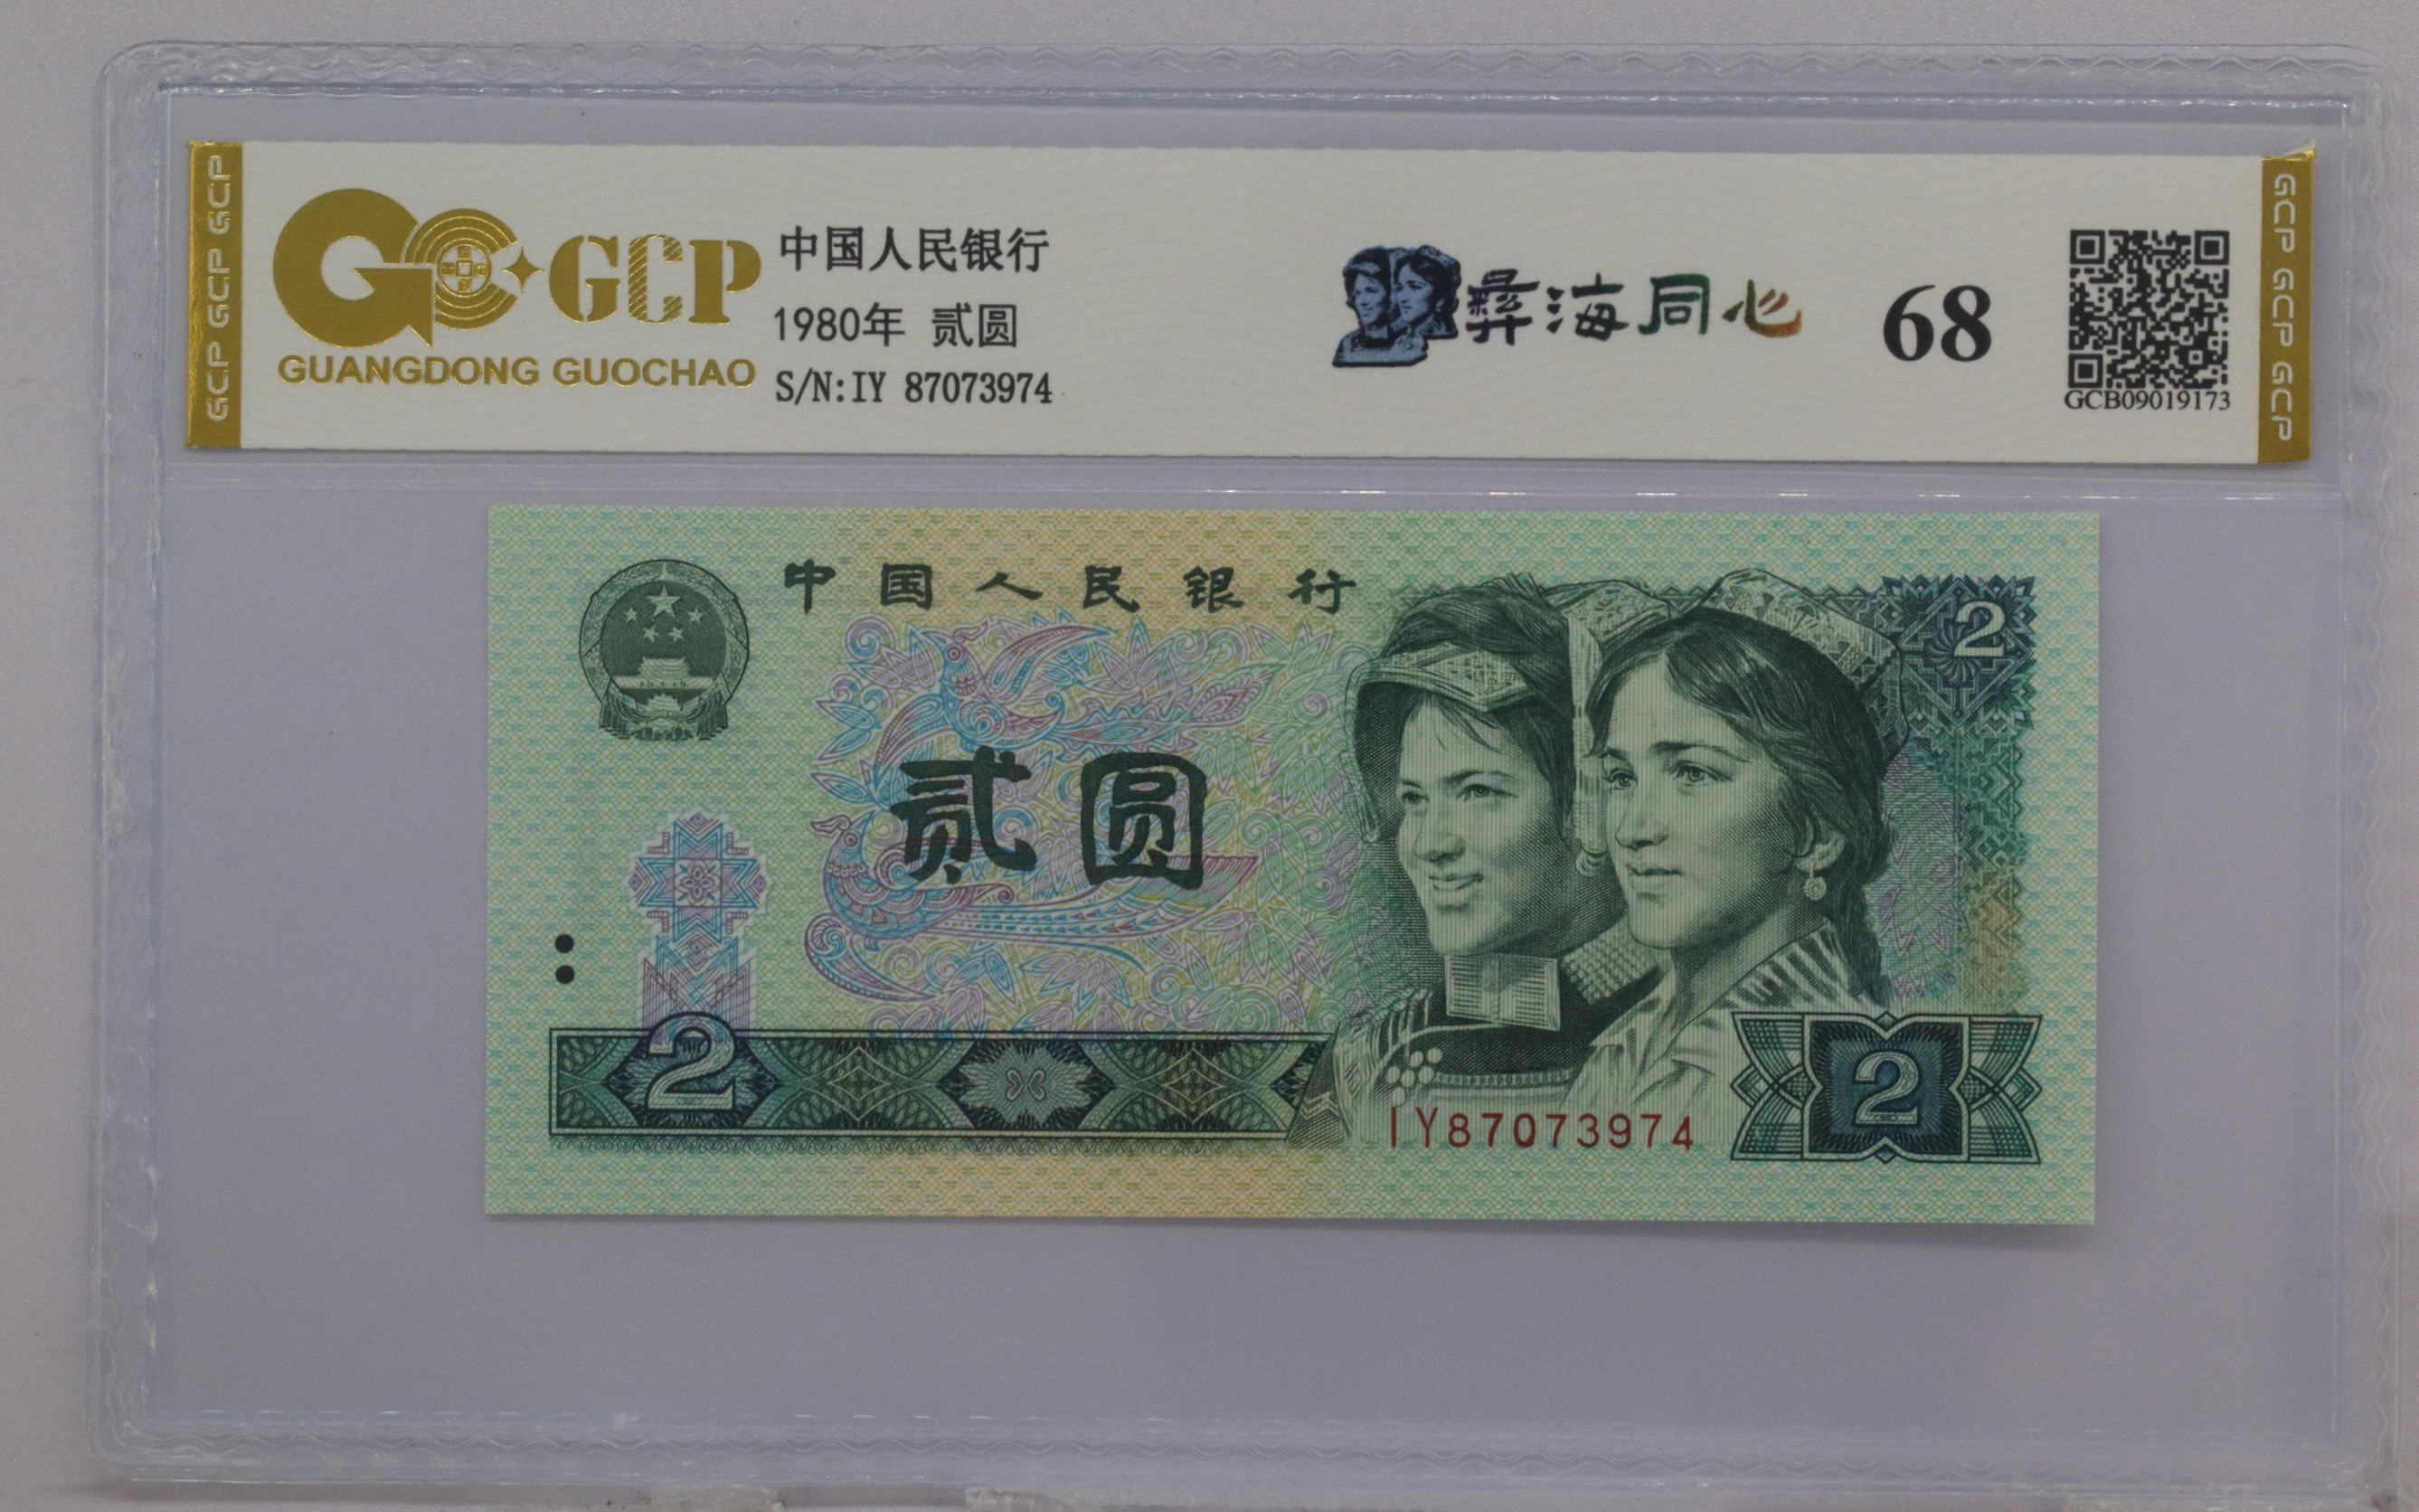 GCP GCP GCP
GCP
GUANGDONG GUOCHAO
中国人民银行
1980年 贰圆
S/N:IY 87073974
彝海同心
68
GCB09019173
GCP GCP GCP
中国人民银行
2
贰圆
2
IY87073974
2